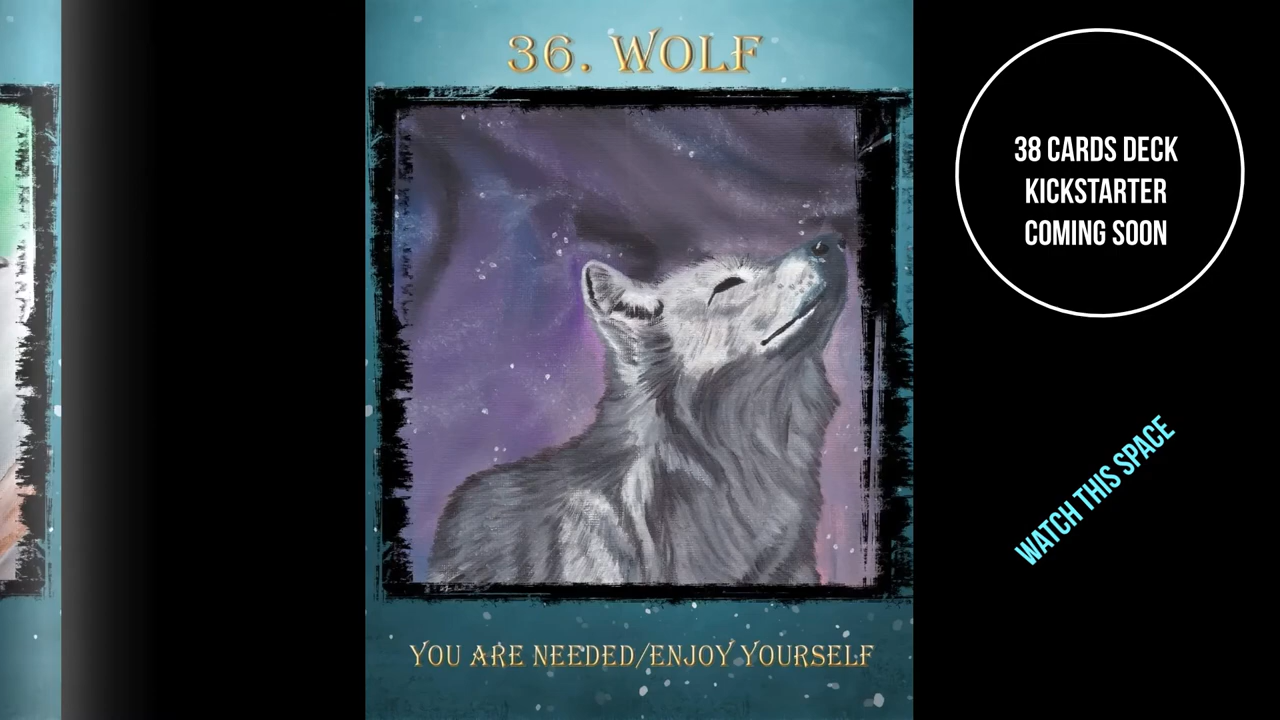 36. WOLF
YOU ARE NEEDED/ENJOY YOURSELF
38 CARDS DECK
KICKSTARTER
COMING SOON
WATCH THIS SPACE